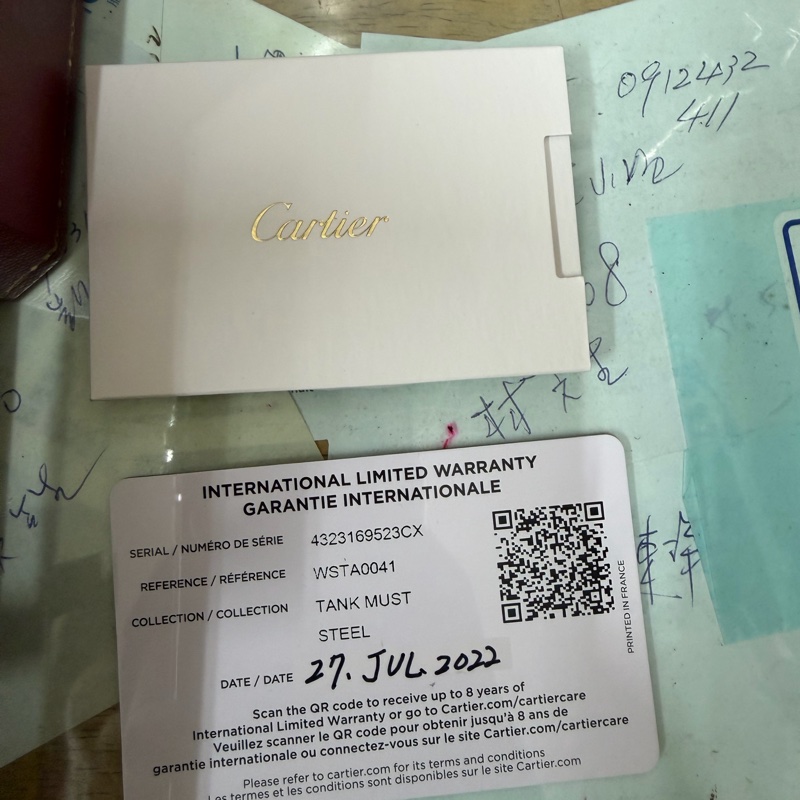 0912432
411
Cartier
INTERNATIONAL LIMITED WARRANTY
GARANTIE INTERNATIONALE
SERIAL / NUMÉRO DE SÉRIE 4323169523CX
REFERENCE / RÉFÉRENCE WSTA0041
COLLECTION / COLLECTION TANK MUST
STEEL
DATE / DATE 27. JUL. 2022
PRINTED IN FRANCE
Scan the QR code to receive up to 8 years of
International Limited Warranty or go to Cartier.com/cartiercare
Veuillez scanner le QR code pour obtenir jusqu'à 8 ans de
garantie internationale ou connectez-vous sur le site Cartier.com/cartiercare
Please refer to cartier.com for its terms and conditions
Les termes et les conditions sont disponibles sur le site Cartier.com